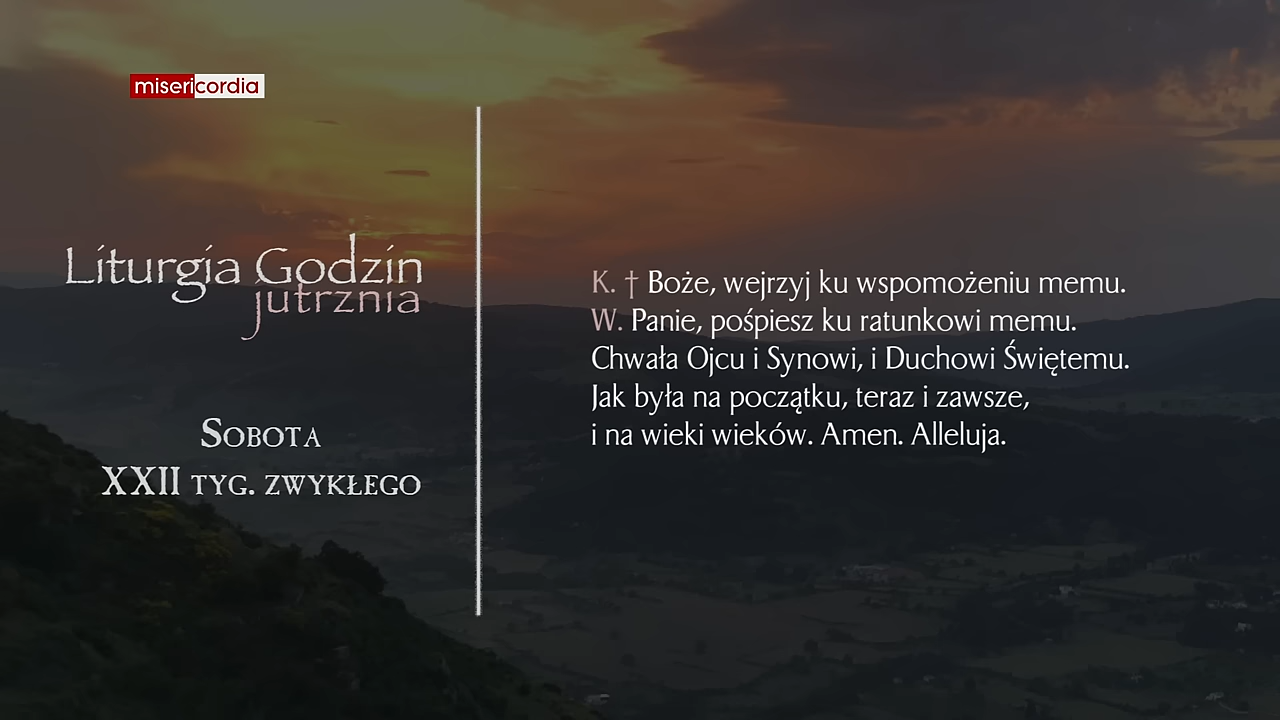 misericordia
Liturgia Godzin
jutrznia
Sobota
XXII tyg. zwykłego
K. † Boże, wejrzyj ku wspomożeniu memu.
W. Panie, pośpiesz ku ratunkowi memu.
Chwała Ojcu i Synowi, i Duchowi Świętemu.
Jak była na początku, teraz i zawsze,
i na wieki wieków. Amen. Alleluja.